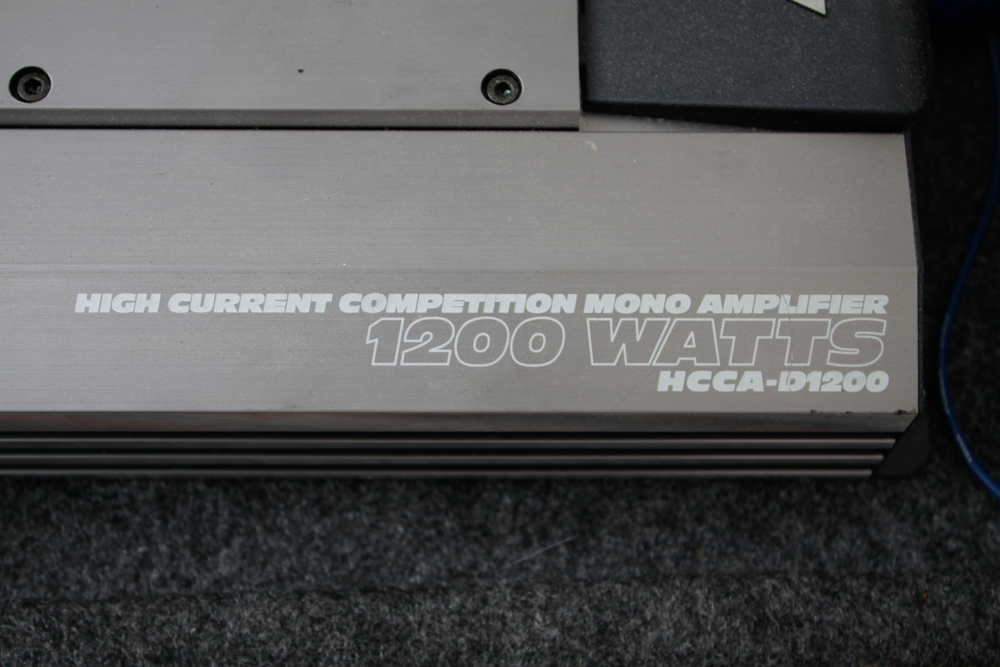 HIGH CURRENT COMPETITION MONO AMPLIFIER
1200 WATTS
HCCA-D1200